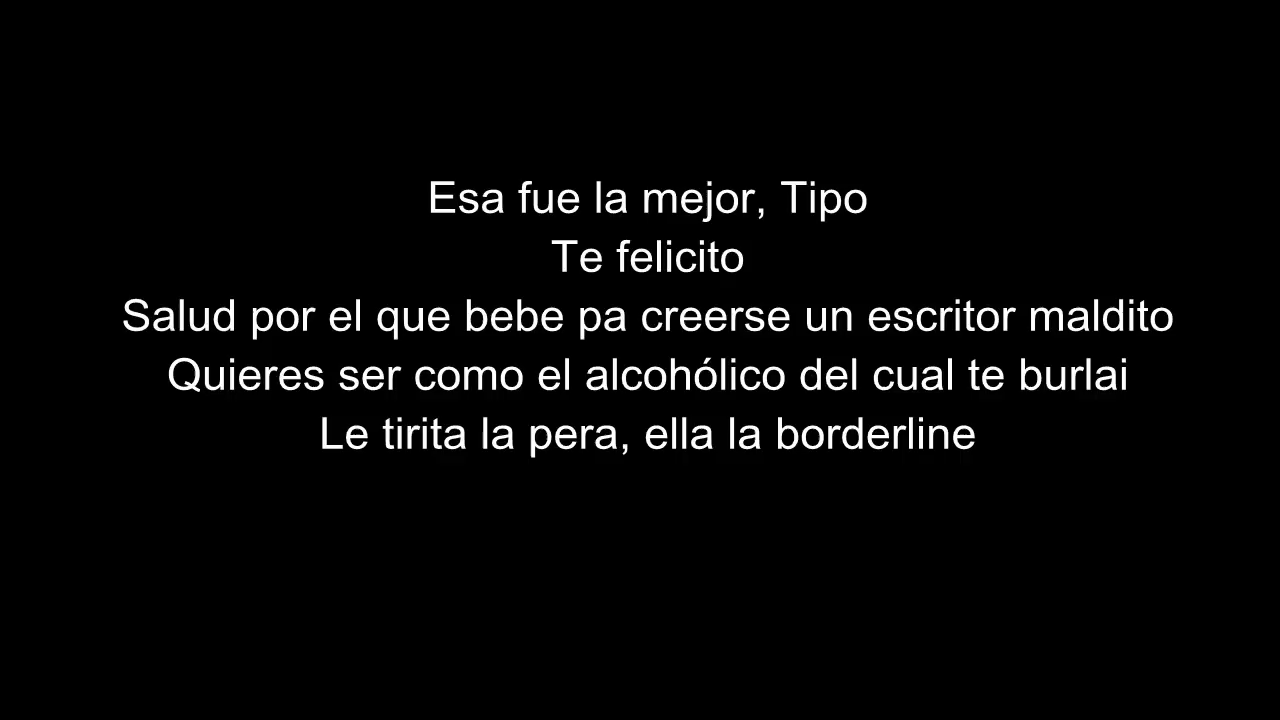 Esa fue la mejor, Tipo
Te felicito
Salud por el que bebe pa creerse un escritor maldito
Quieres ser como el alcohólico del cual te burlai
Le tirita la pera, ella la borderline